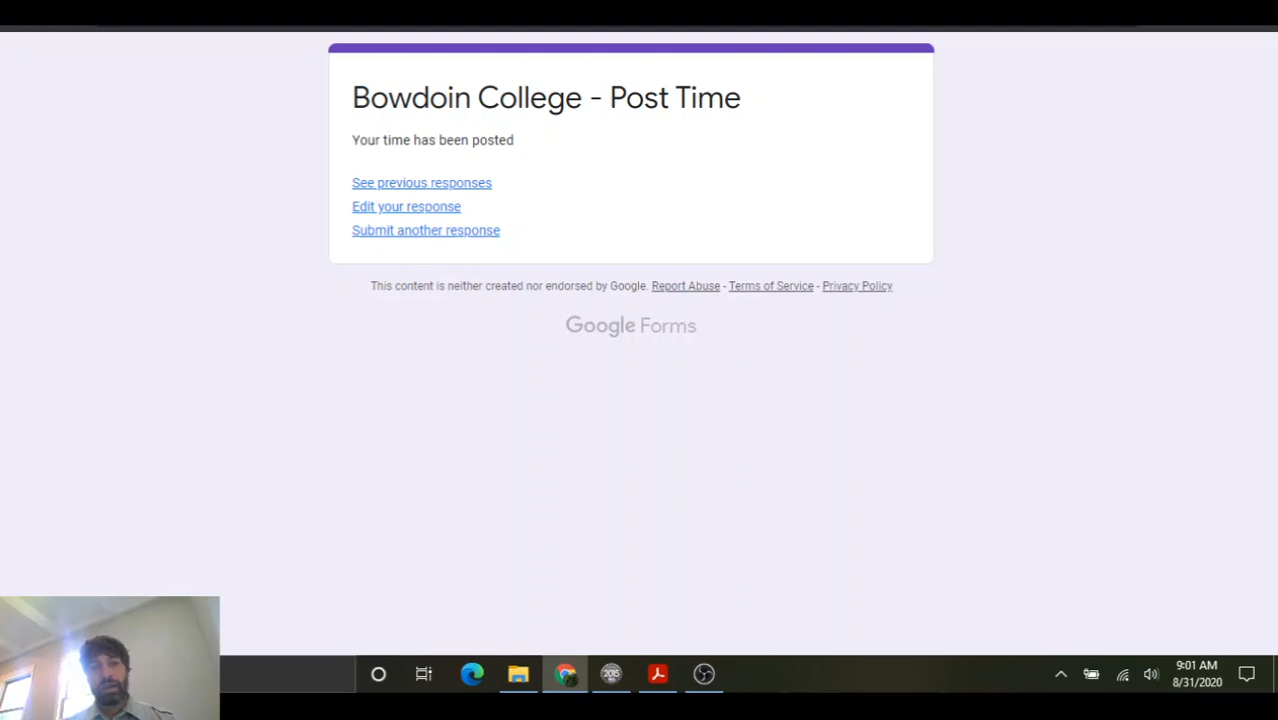 Bowdoin College - Post Time
Your time has been posted
See previous responses
Edit your response
Submit another response
This content is neither created nor endorsed by Google. Report Abuse - Terms of Service - Privacy Policy
Google Forms
2015
9:01 AM
8/31/2020